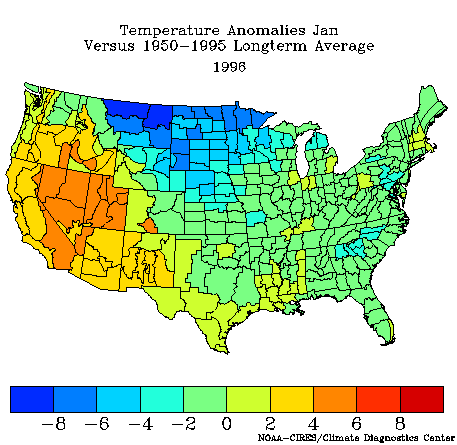 Temperature Anomalies Jan
Versus 1950-1995 Longterm Average
1996
-8 -6 -4 -2 0 2 4 6 8
NOAA-CIRES/Climate Diagnostics Center